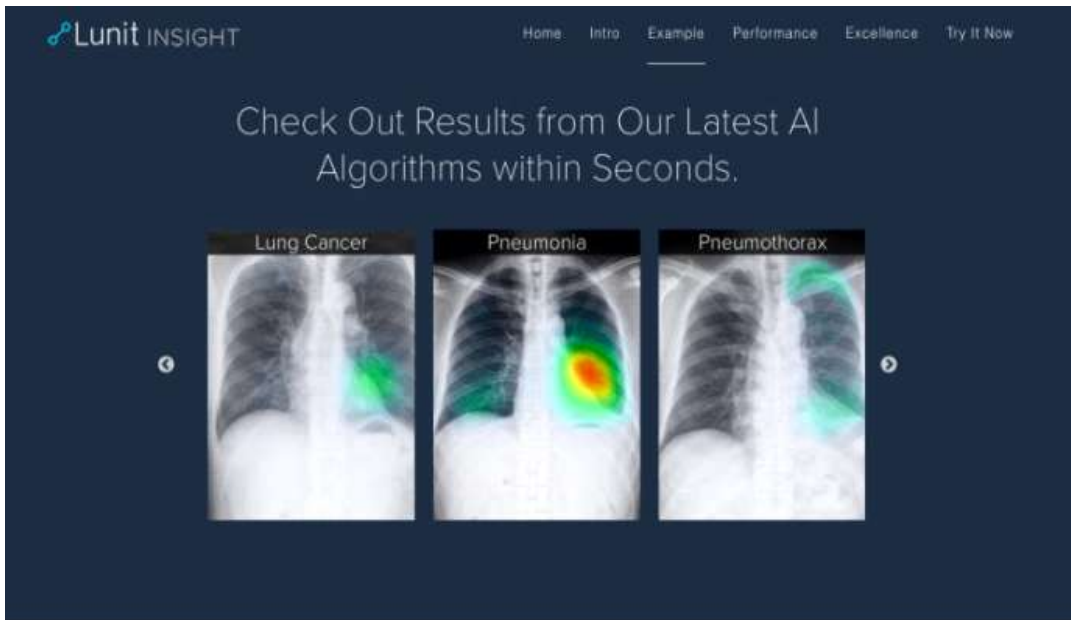 Lunit INSIGHT
Home Intro Example Performance Excellence Try It Now
Check Out Results from Our Latest AI
Algorithms within Seconds.
Lung Cancer Pneumonia Pneumothorax